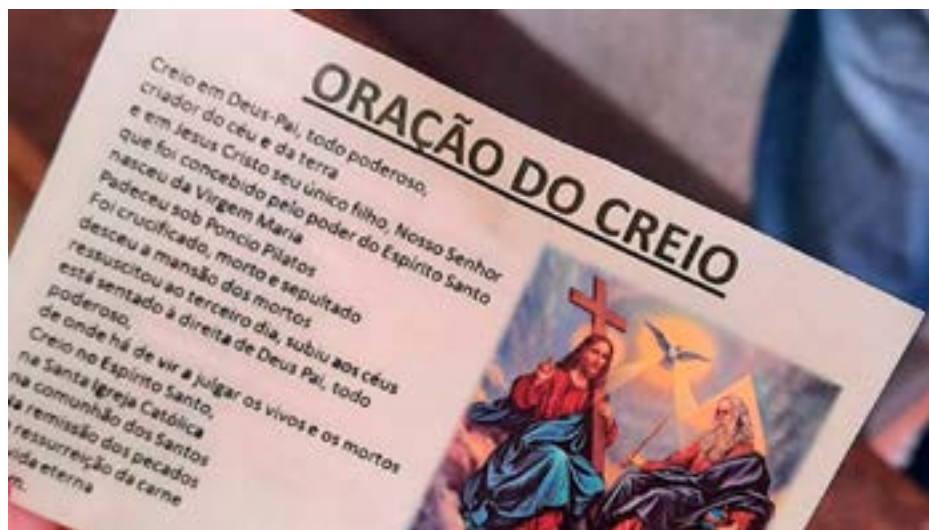 ORAÇÃO DO CREIO
Creio em Deus-Pai, todo poderoso,
criador do céu e da terra
e em Jesus Cristo seu único filho, Nosso Senhor
que foi concebido pelo poder do Espírito Santo
nasceu da Virgem Maria
Padeceu sob Poncio Pilatos
Foi crucificado, morto e sepultado
desceu a mansão dos mortos
ressuscitou ao terceiro dia, subiu aos céus
está sentado à direita de Deus Pai, todo
poderoso,
de onde há de vir a julgar os vivos e os mortos
Creio no Espírito Santo,
na Santa Igreja Católica
na comunhão dos Santos
remissão dos pecados
ressurreição da carne
eterna